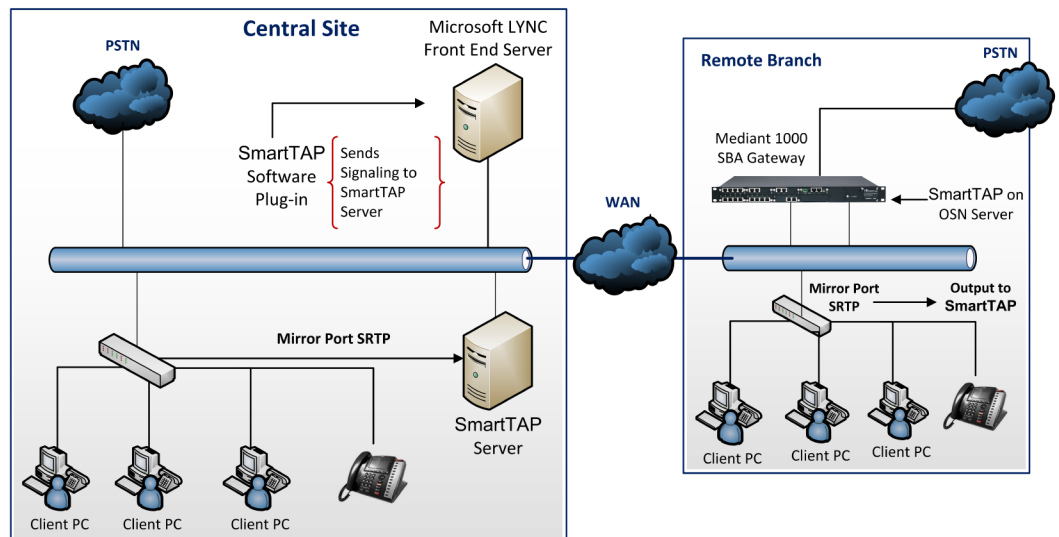 Central Site
PSTN
Microsoft LYNC
Front End Server
SmartTAP
Software
Plug-in
Sends
Signaling to
SmartTAP
Server
Mirror Port SRTP
SmartTAP
Server
Client PC
Client PC
Client PC
WAN
Remote Branch
PSTN
Mediant 1000
SBA Gateway
SmartTAP on
OSN Server
Mirror Port
SRTP
Output to
SmartTAP
Client PC
Client PC
Client PC